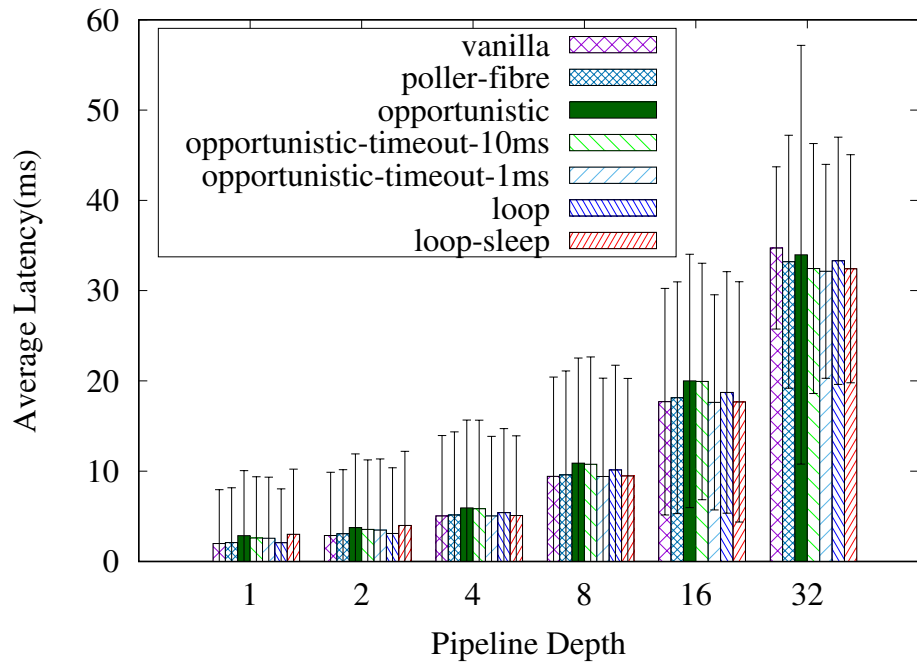 60
50
40
30
20
10
0
Average Latency(ms)
vanilla
poller-fibre
opportunistic
opportunistic-timeout-10ms
opportunistic-timeout-1ms
loop
loop-sleep
1 2 4 8 16 32
Pipeline Depth